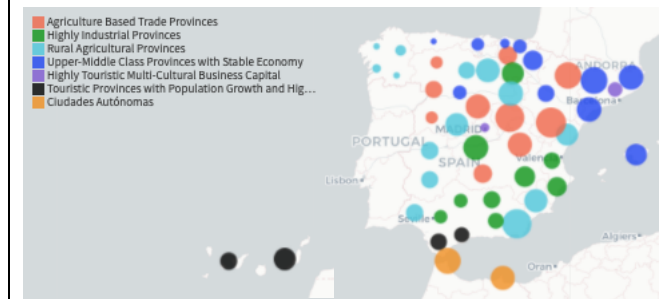 Agriculture Based Trade Provinces
Highly Industrial Provinces
Rural Agricultural Provinces
Upper-Middle Class Provinces with Stable Economy
Highly Touristic Multi-Cultural Business Capital
Touristic Provinces with Population Growth and Hig...
Ciudades Autónomas
ANDORRA
Barcelona
MADRID
PORTUGAL
SPAIN
Valencia
Lisbon
Seville
Algiers
Oran